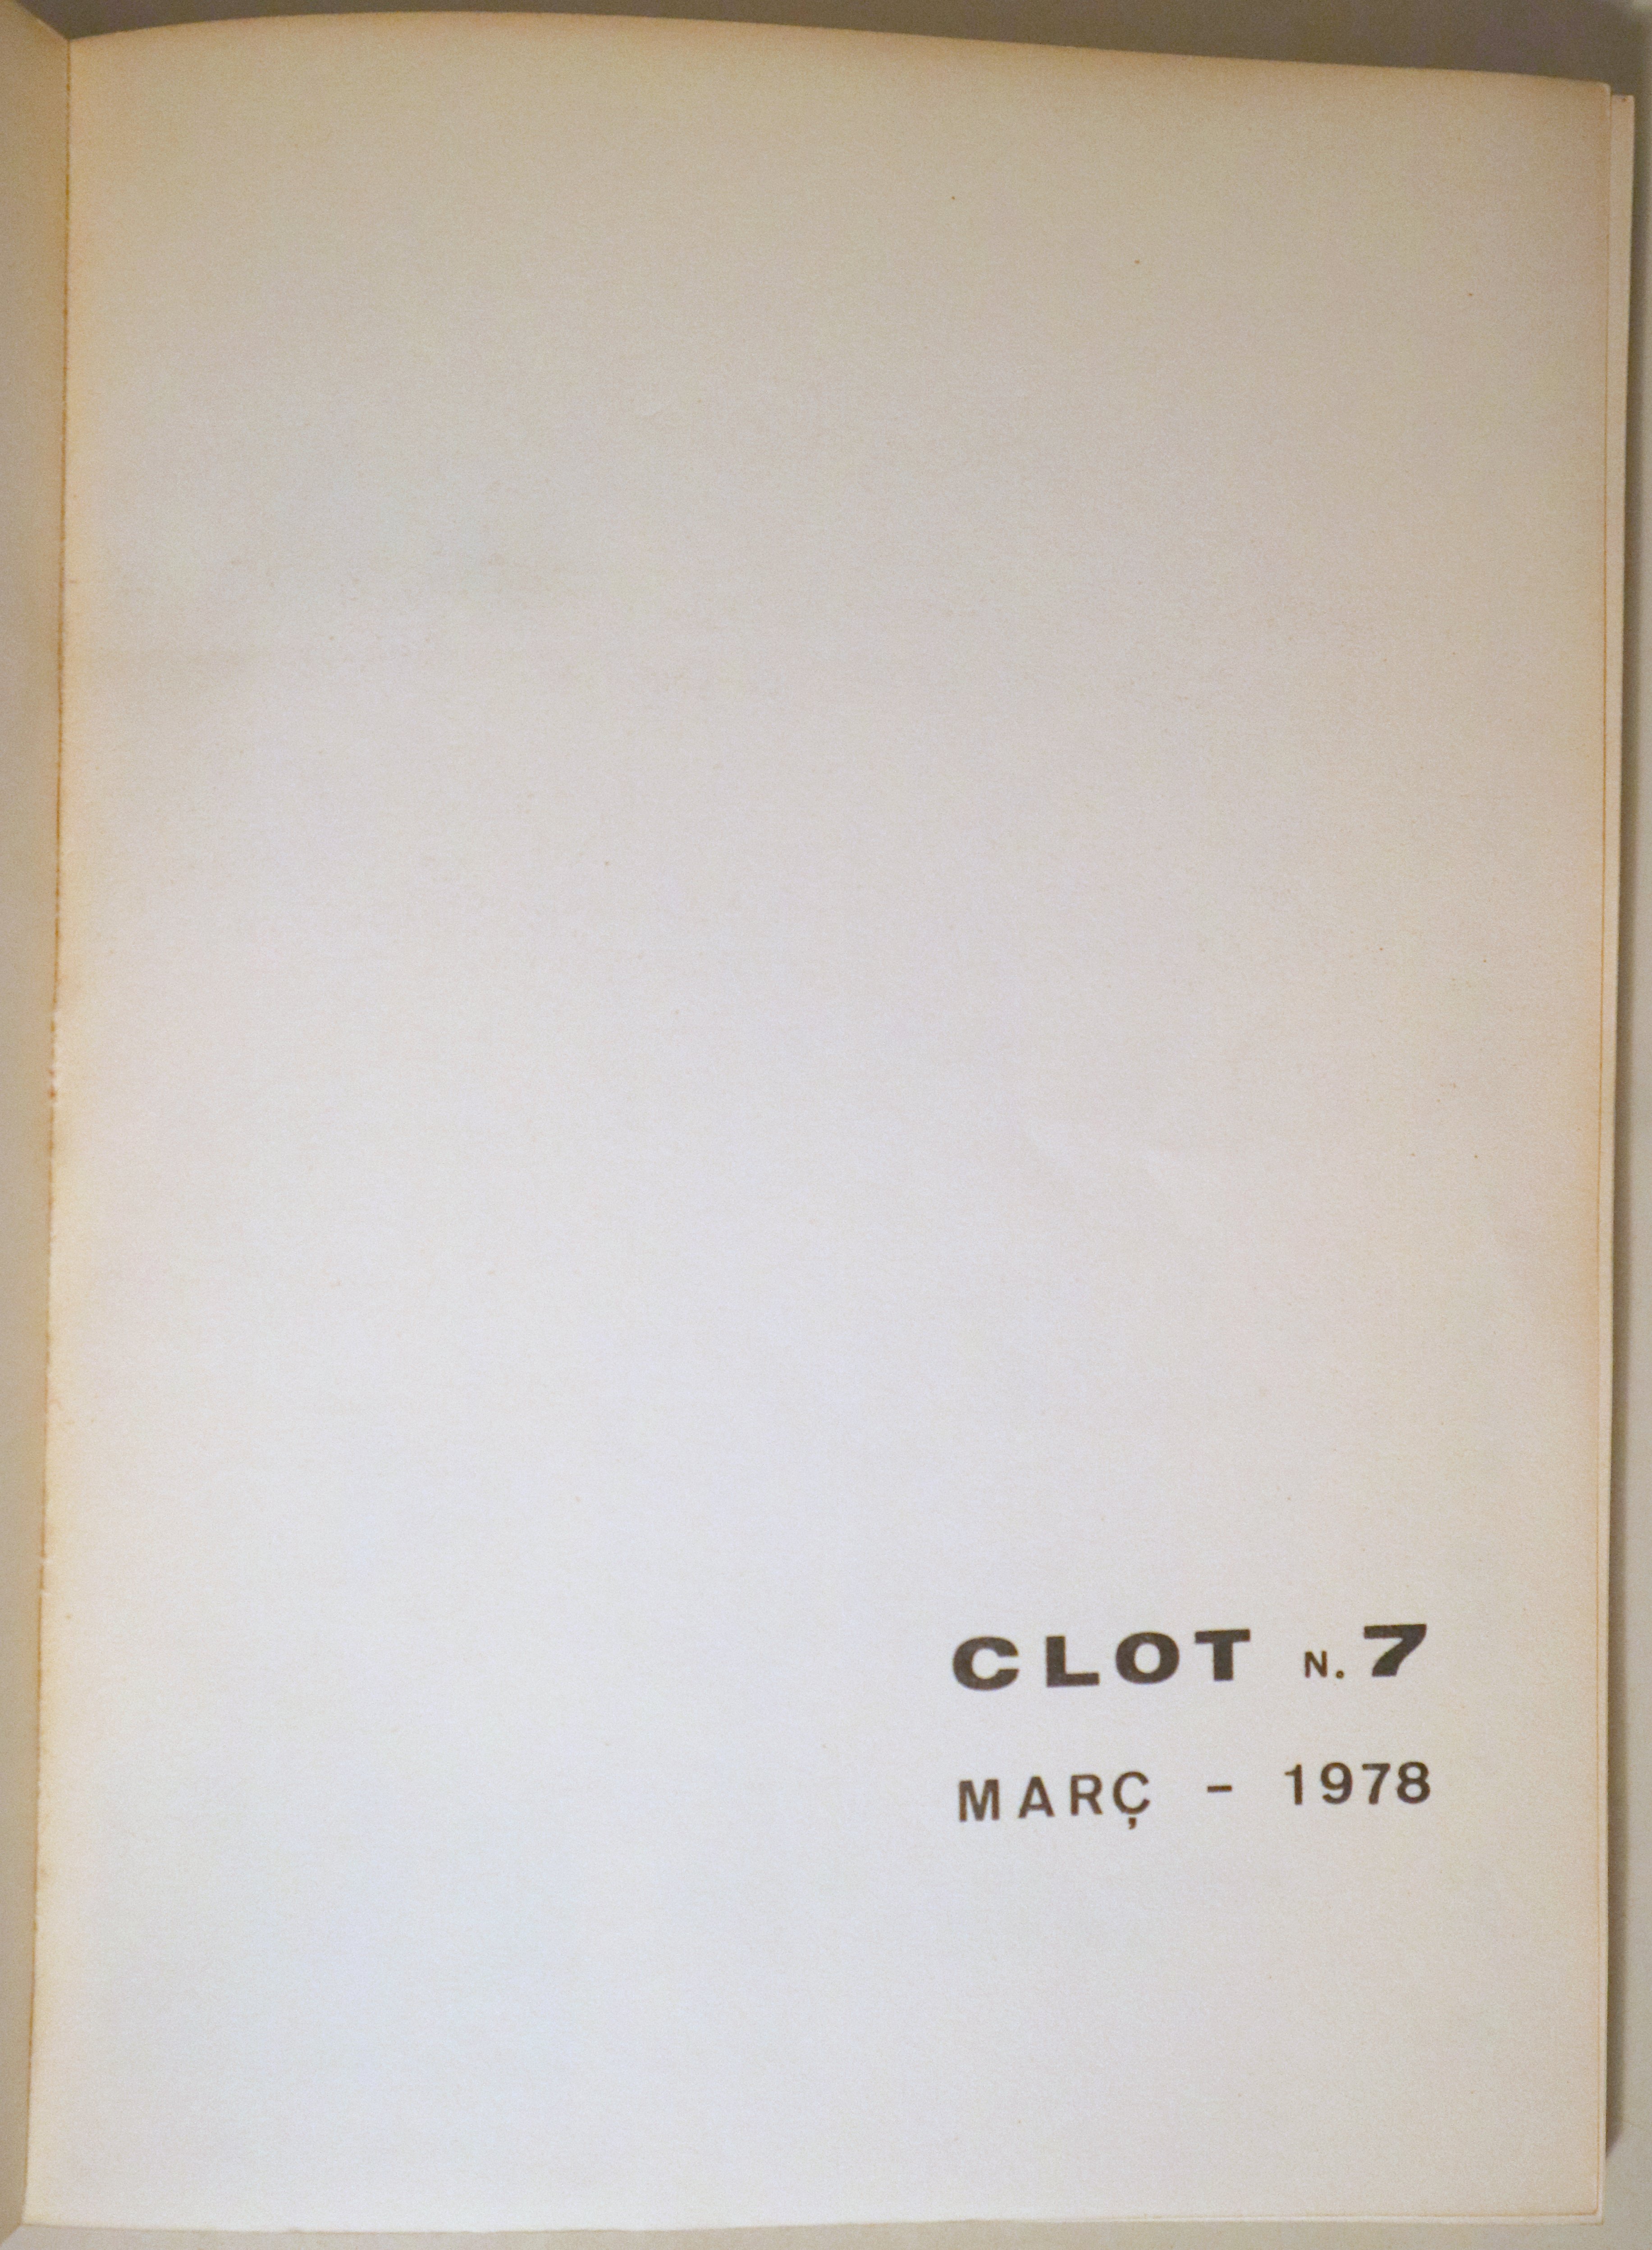 CLOT N. 7
MARÇ - 1978